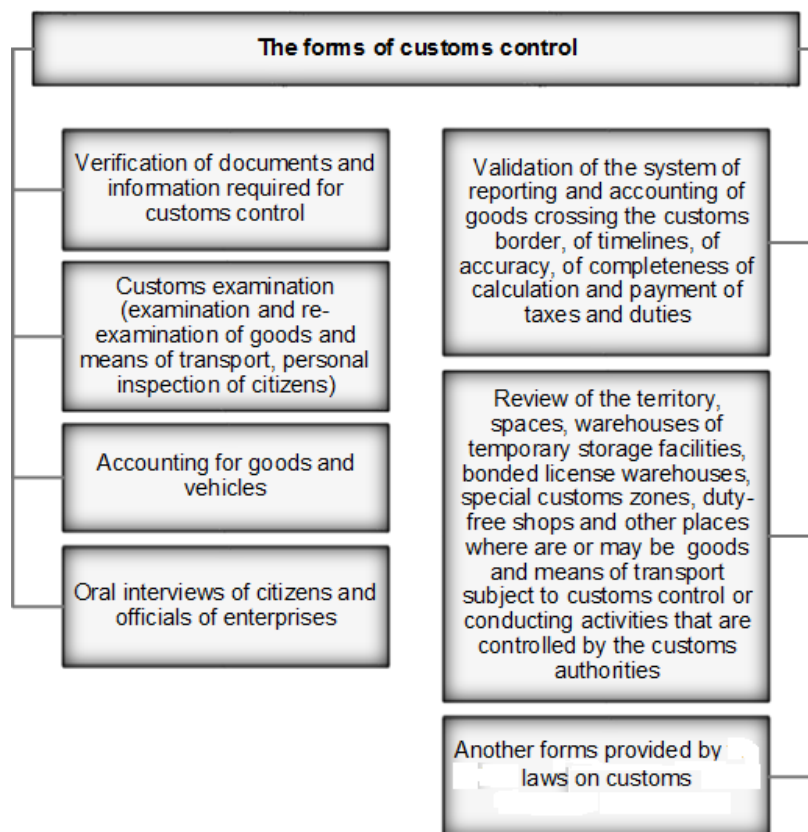 The forms of customs control
Verification of documents and
information required for
customs control
Customs examination
(examination and re-
examination of goods and
means of transport, personal
inspection of citizens)
Accounting for goods and
vehicles
Oral interviews of citizens and
officials of enterprises
Validation of the system of
reporting and accounting of
goods crossing the customs
border, of timelines, of
accuracy, of completeness of
calculation and payment of
taxes and duties
Review of the territory,
spaces, warehouses of
temporary storage facilities,
bonded license warehouses,
special customs zones, duty-
free shops and other places
where are or may be goods
and means of transport
subject to customs control or
conducting activities that are
controlled by the customs
authorities
Another forms provided by
laws on customs